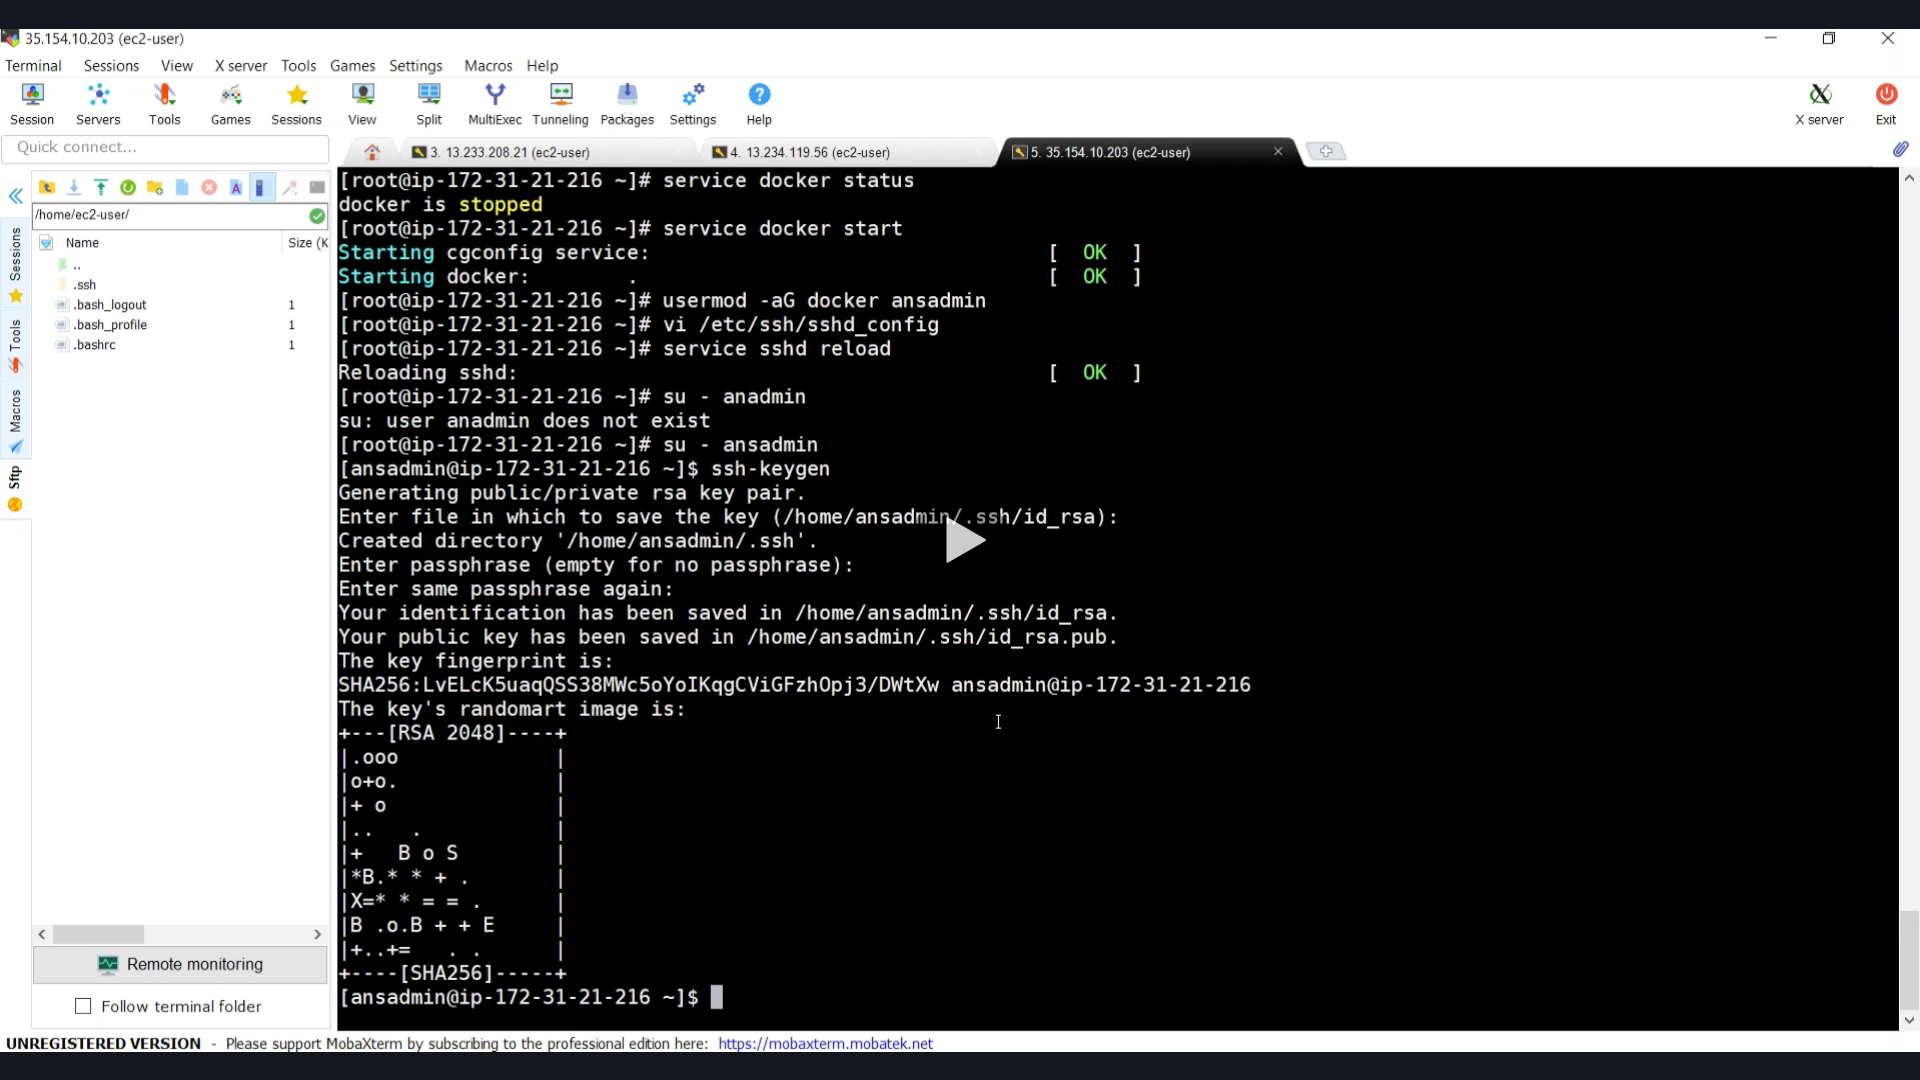 35.154.10.203 (ec2-user)
Terminal Sessions View X server Tools Games Settings Macros Help
Session Servers Tools Games Sessions View Split MultiExec Tunneling Packages Settings Help X server Exit
Quick connect...
3. 13.233.208.21 (ec2-user)
4. 13.234.119.56 (ec2-user)
5. 35.154.10.203 (ec2-user)
/home/ec2-user/
Name Size (K
..
.ssh
.bash_logout 1
.bash_profile 1
.bashrc 1
Sessions
Tools
Macros
Sftp
Remote monitoring
Follow terminal folder
[root@ip-172-31-21-216 ~]# service docker status
docker is stopped
[root@ip-172-31-21-216 ~]# service docker start
Starting cgconfig service: [ OK ]
Starting docker: . [ OK ]
[root@ip-172-31-21-216 ~]# usermod -aG docker ansadmin
[root@ip-172-31-21-216 ~]# vi /etc/ssh/sshd_config
[root@ip-172-31-21-216 ~]# service sshd reload
Reloading sshd: [ OK ]
[root@ip-172-31-21-216 ~]# su - anadmin
su: user anadmin does not exist
[root@ip-172-31-21-216 ~]# su - ansadmin
[ansadmin@ip-172-31-21-216 ~]$ ssh-keygen
Generating public/private rsa key pair.
Enter file in which to save the key (/home/ansadmin/.ssh/id_rsa):
Created directory '/home/ansadmin/.ssh'.
Enter passphrase (empty for no passphrase):
Enter same passphrase again:
Your identification has been saved in /home/ansadmin/.ssh/id_rsa.
Your public key has been saved in /home/ansadmin/.ssh/id_rsa.pub.
The key fingerprint is:
SHA256:LvELcK5uaqQSS38MWc5oYoIKqgCViGFzhOpj3/DWtXw ansadmin@ip-172-31-21-216
The key's randomart image is:
+---[RSA 2048]----+
|.ooo             |
|o+o.             |
|+ o              |
|..   .           |
|+   B o S        |
|*B.* * + .       |
|X=* * = = .      |
|B .o.B + + E     |
|+..+=   . .      |
+----[SHA256]-----+
[ansadmin@ip-172-31-21-216 ~]$
UNREGISTERED VERSION - Please support MobaXterm by subscribing to the professional edition here: https://mobaxterm.mobatek.net